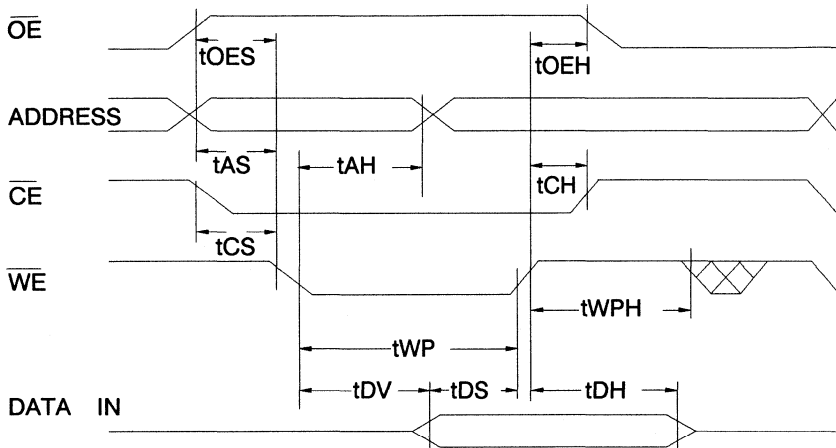 OE
tOES
tOEH
ADDRESS
tAS
tAH
tCH
CE
tCS
WE
tWPH
tWP
tDV
tDS
tDH
DATA IN